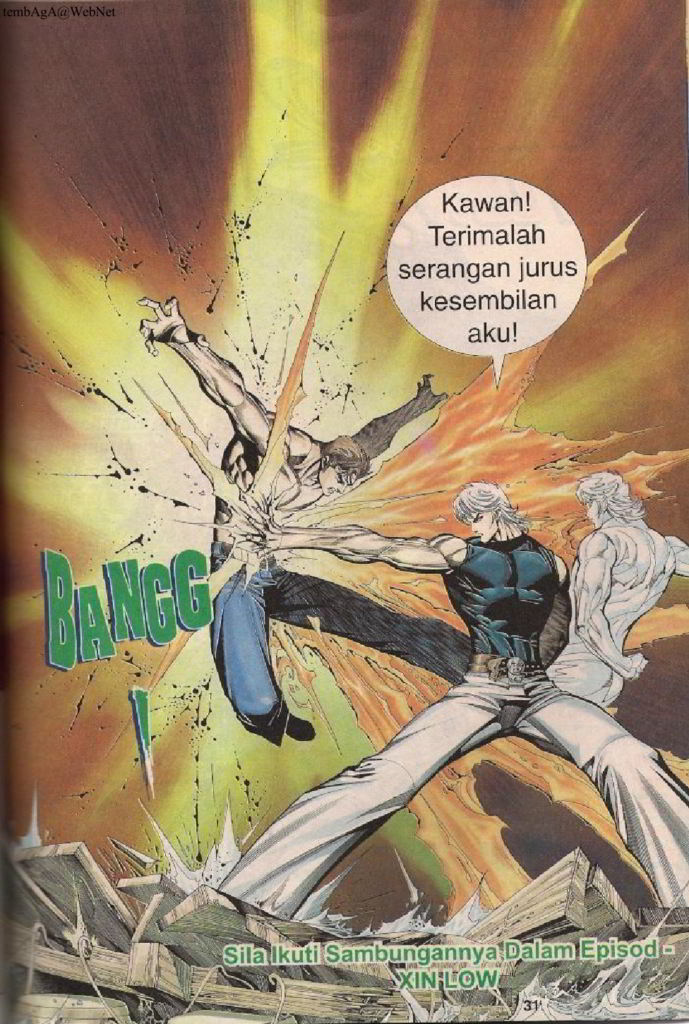 tembAgA@WebNet
Kawan!
Terimalah
serangan jurus
kesembilan
aku!
BANGG
!
Sila Ikuti Sambungannya Dalam Episod -
XIN LOW
31